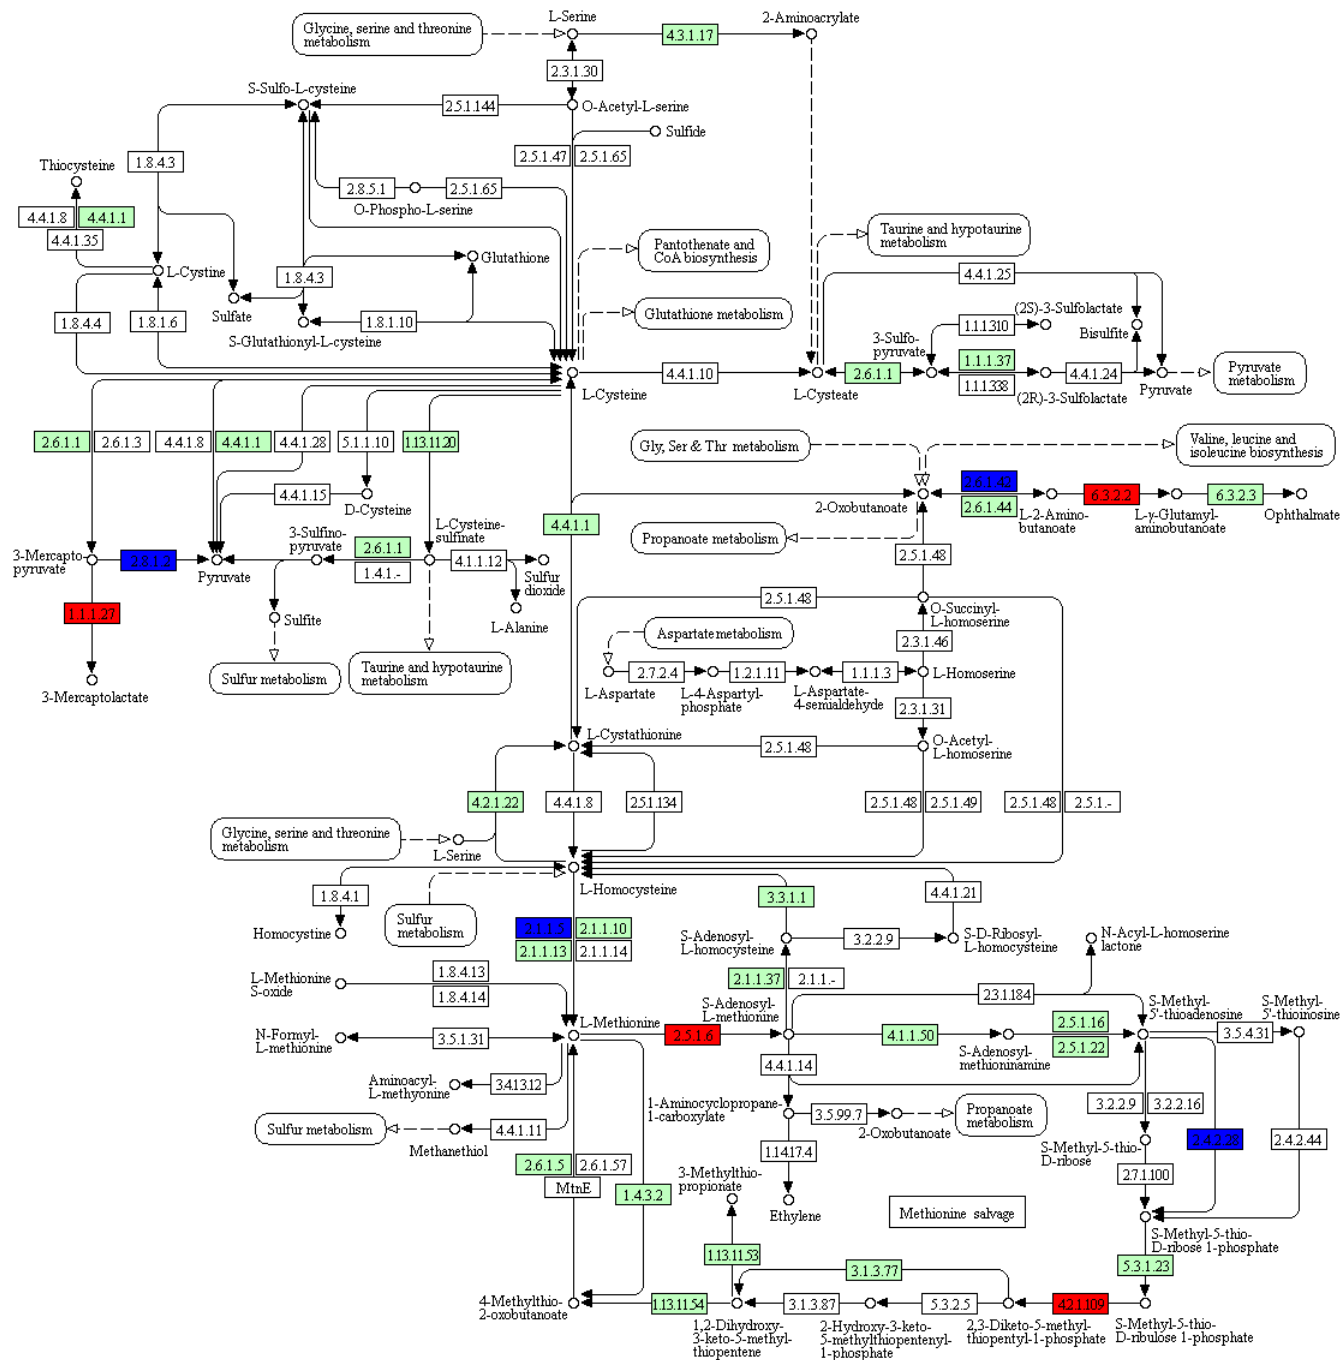 L-Serine
2-Aminoacrylate
Glycine, serine and threonine
metabolism
4.3.1.17
2.3.1.30
S-Sulfo-L-cysteine
2.5.1.144
O-Acetyl-L-serine
Sulfide
1.8.4.3
2.5.1.47
2.5.1.65
Thiocysteine
2.8.5.1
2.5.1.65
O-Phospho-L-serine
4.4.1.8
4.4.1.1
4.4.1.35
Pantothenate and
CoA biosynthesis
Taurine and hypotaurine
metabolism
L-Cystine
1.8.4.3
Glutathione
4.4.1.25
Sulfate
1.8.4.4
1.8.1.6
1.8.1.10
S-Glutathionyl-L-cysteine
Glutathione metabolism
(2S)-3-Sulfolactate
Bisulfite
1.1.1310
3-Sulfo-
pyruvate
1.1.1.37
L-Cysteine
4.4.1.10
L-Cysteate
2.6.1.1
1.1.1338
(2R)-3-Sulfolactate
4.4.1.24
Pyruvate
Pyruvate
metabolism
2.6.1.1
2.6.1.3
4.4.1.8
4.4.1.1
4.4.1.28
5.1.1.10
1.13.1120
Gly, Ser & Thr metabolism
Valine, leucine and
isoleucine biosynthesis
4.4.1.15
D-Cysteine
2.6.1.42
2-Oxobutanoate
2.6.1.44
L-2-Amino-
butanoate
6.3.2.2
L-γ-Glutamyl-
aminobutanoate
6.3.2.3
Ophthalmate
4.4.1.1
Propanoate metabolism
3-Mercapto-
pyruvate
2.8.1.2
Pyruvate
3-Sulfino-
pyruvate
2.6.1.1
1.4.1.-
L-Cysteine-
sulfinate
4.1.1.12
Sulfur
dioxide
2.5.1.48
1.1.1.27
Sulfite
L-Alanine
2.5.1.48
O-Succinyl-
L-homoserine
Aspartate metabolism
2.3.1.46
3-Mercaptolactate
Sulfur metabolism
Taurine and hypotaurine
metabolism
L-Aspartate
2.7.2.4
L-4-Aspartyl-
phosphate
1.2.1.11
L-Aspartate-
4-semialdehyde
1.1.1.3
L-Homoserine
2.3.1.31
L-Cystathionine
2.5.1.48
O-Acetyl-
L-homoserine
4.2.1.22
4.4.1.8
2.5.1.134
2.5.1.48
2.5.1.49
2.5.1.48
2.5.1.-
Glycine, serine and threonine
metabolism
L-Serine
L-Homocysteine
1.8.4.1
Sulfur
metabolism
Homocystine
3.3.1.1
4.4.1.21
2.1.1.5
2.1.1.10
2.1.1.13
2.1.1.14
S-Adenosyl-
L-homocysteine
3.2.2.9
S-D-Ribosyl-
L-homocysteine
N-Acyl-L-homoserine
lactone
L-Methionine
S-oxide
1.8.4.13
1.8.4.14
2.1.1.37
2.1.1.-
23.1.184
N-Formyl-
L-methionine
3.5.1.31
L-Methionine
2.5.1.6
S-Adenosyl-
L-methionine
4.1.1.50
S-Adenosyl-
methioninamine
2.5.1.16
2.5.1.22
S-Methyl-
5'-thioadenosine
3.5.4.31
S-Methyl-
5'-thioinosine
Aminoacyl-
L-methyonine
3.413.12
4.4.1.14
Sulfur metabolism
Methanethiol
4.4.1.11
1-Aminocyclopropane-
1-carboxylate
3.5.99.7
2-Oxobutanoate
Propanoate
metabolism
3.2.2.9
3.2.2.16
S-Methyl-5-thio-
D-ribose
2.4.2.28
2.4.2.44
2.6.1.5
2.6.1.57
MtnE
1.4.3.2
1.1417.4
2.7.1.100
3-Methylthio-
propionate
Ethylene
Methionine salvage
S-Methyl-5-thio-
D-ribose 1-phosphate
1.13.1153
3.1.3.77
5.3.1.23
4-Methylthio-
2-oxobutanoate
1.13.11.54
1,2-Dihydroxy-
3-keto-5-methyl-
thiopentene
3.1.3.87
2-Hydroxy-3-keto-
5-methylthiopentenyl-
1-phosphate
5.3.2.5
2,3-Diketo-5-methyl-
thiopentyl-1-phosphate
42.1.109
S-Methyl-5-thio-
D-ribulose 1-phosphate